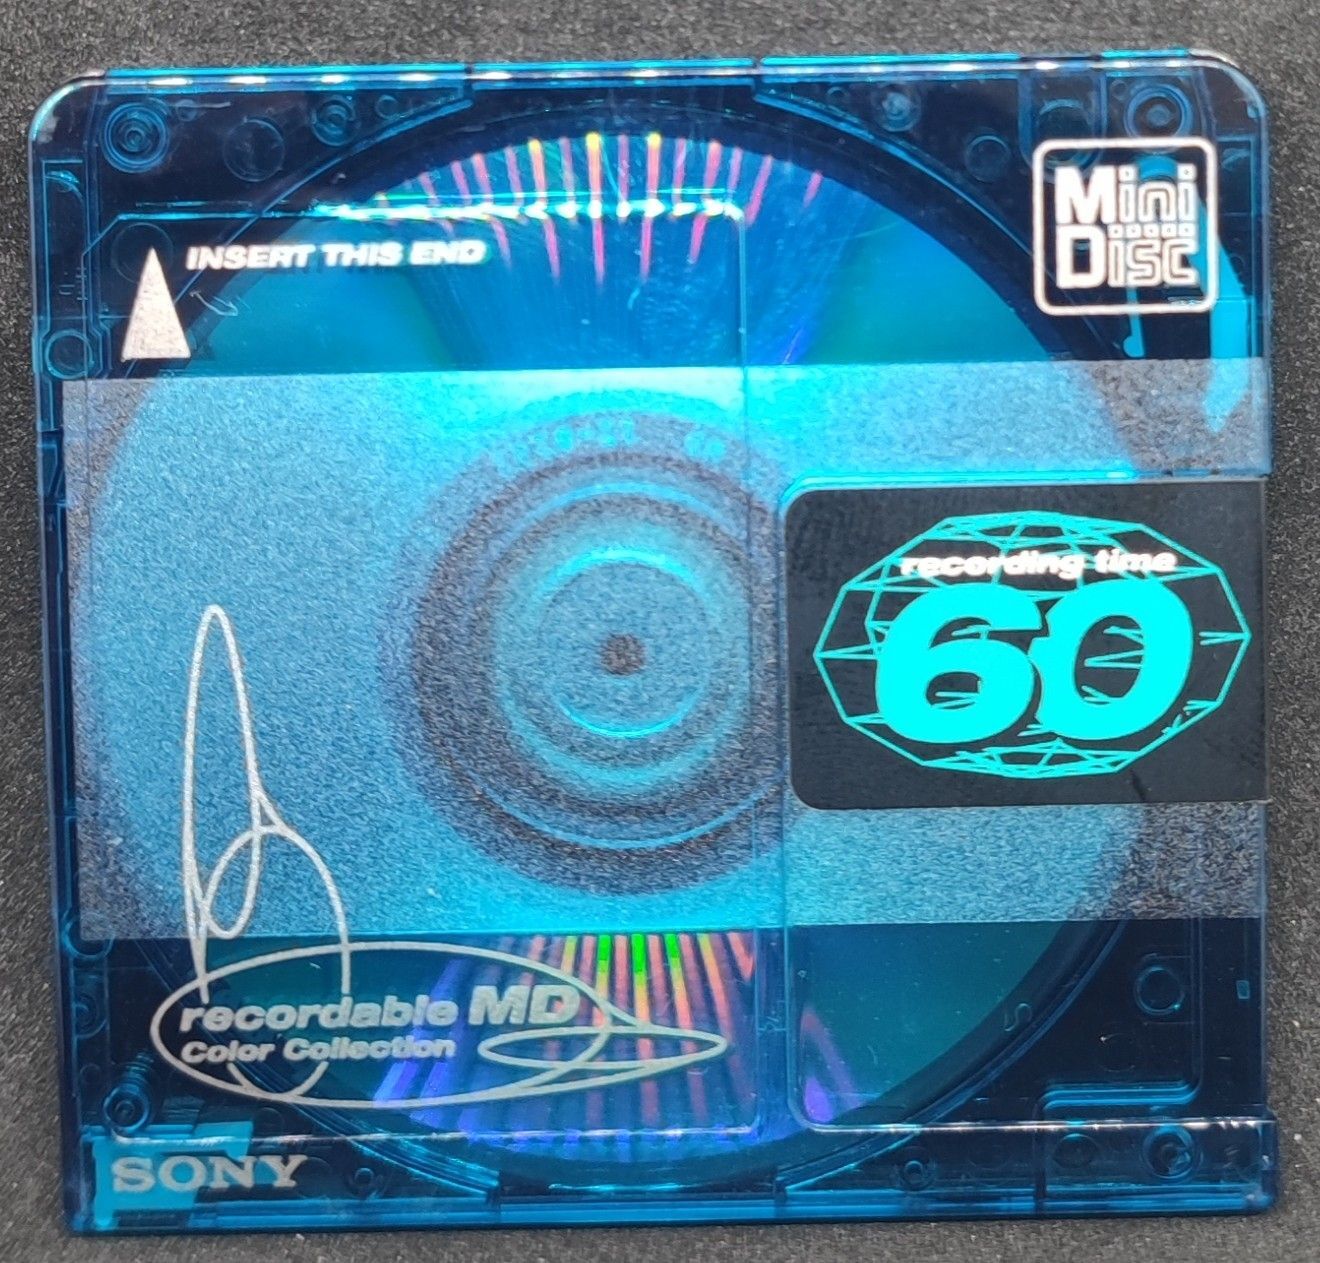 INSERT THIS END
Mini
Disc
recording time
60
recordable MD
Color Collection
SONY